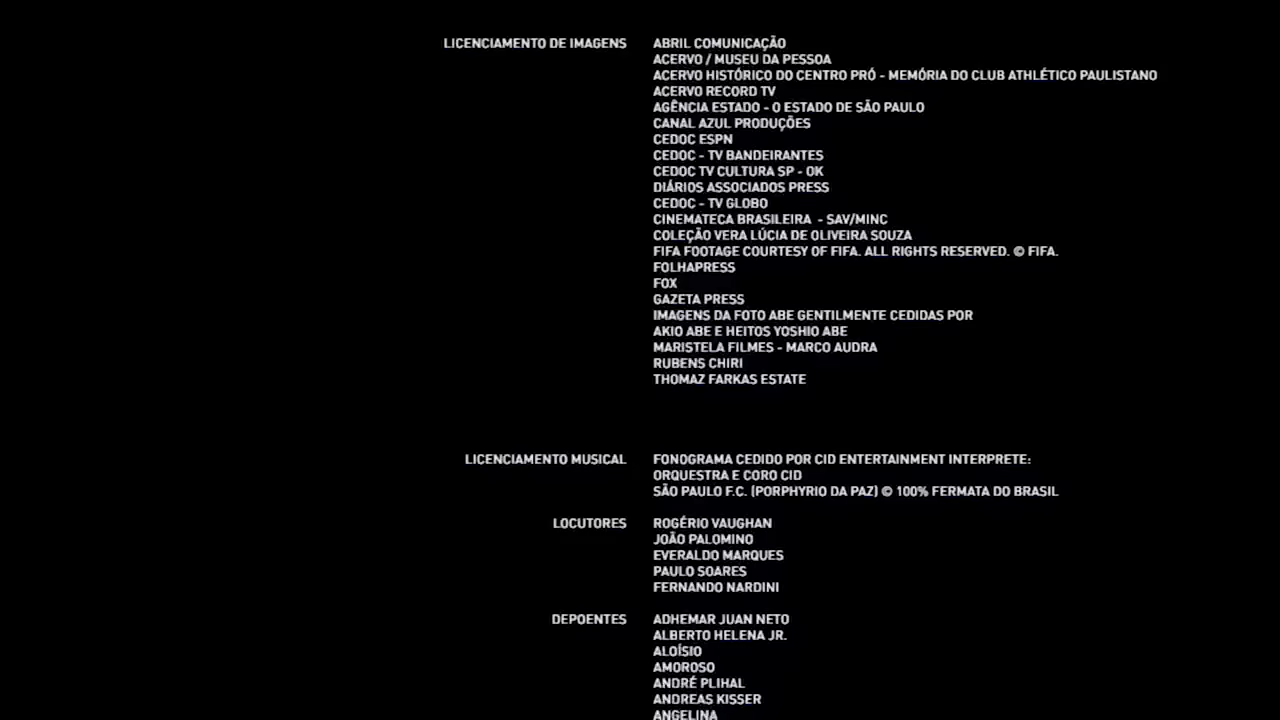 LICENCIAMENTO DE IMAGENS ABRIL COMUNICAÇÃO
ACERVO / MUSEU DA PESSOA
ACERVO HISTÓRICO DO CENTRO PRÓ - MEMÓRIA DO CLUB ATHLÉTICO PAULISTANO
ACERVO RECORD TV
AGÊNCIA ESTADO - O ESTADO DE SÃO PAULO
CANAL AZUL PRODUÇÕES
CEDOC ESPN
CEDOC - TV BANDEIRANTES
CEDOC TV CULTURA SP - OK
DIÁRIOS ASSOCIADOS PRESS
CEDOC - TV GLOBO
CINEMATECA BRASILEIRA - SAV/MINC
COLEÇÃO VERA LÚCIA DE OLIVEIRA SOUZA
FIFA FOOTAGE COURTESY OF FIFA. ALL RIGHTS RESERVED. © FIFA.
FOLHAPRESS
FOX
GAZETA PRESS
IMAGENS DA FOTO ABE GENTILMENTE CEDIDAS POR
AKIO ABE E HEITOS YOSHIO ABE
MARISTELA FILMES - MARCO AUDRA
RUBENS CHIRI
THOMAZ FARKAS ESTATE
LICENCIAMENTO MUSICAL FONOGRAMA CEDIDO POR CID ENTERTAINMENT INTERPRETE:
ORQUESTRA E CORO CID
SÃO PAULO F.C. (PORPHYRIO DA PAZ) © 100% FERMATA DO BRASIL
LOCUTORES ROGÉRIO VAUGHAN
JOÃO PALOMINO
EVERALDO MARQUES
PAULO SOARES
FERNANDO NARDINI
DEPOENTES ADHEMAR JUAN NETO
ALBERTO HELENA JR.
ALOÍSIO
AMOROSO
ANDRÉ PLIHAL
ANDREAS KISSER
ANGELINA